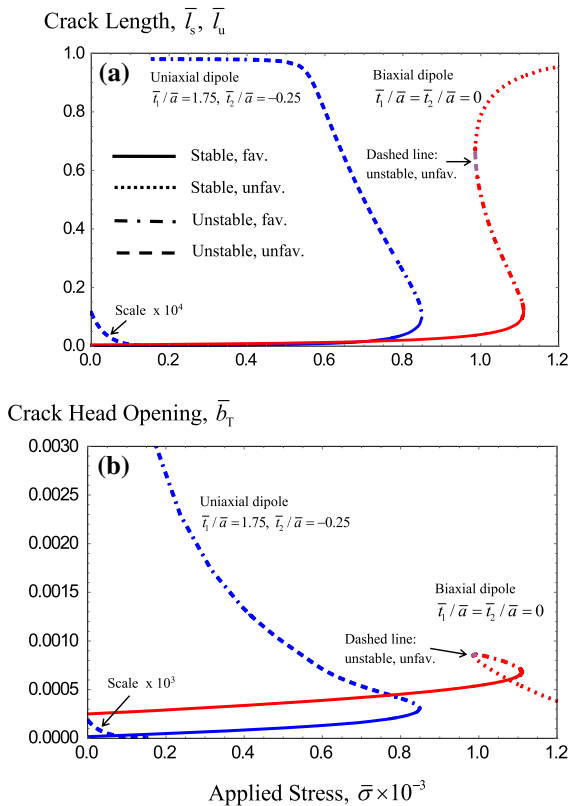 Crack Length, l̅s, l̅u
(a)
Uniaxial dipole
t̅1/a̅=1.75, t̅2/a̅=−0.25
Biaxial dipole
t̅1/a̅=t̅2/a̅=0
Dashed line:
unstable, unfav.
Stable, fav.
Stable, unfav.
Unstable, fav.
Unstable, unfav.
Scale x 10⁴
1.0
0.8
0.6
0.4
0.2
0.0
0.0 0.2 0.4 0.6 0.8 1.0 1.2
Crack Head Opening, b̅T
(b)
Uniaxial dipole
t̅1/a̅=1.75, t̅2/a̅=−0.25
Biaxial dipole
t̅1/a̅=t̅2/a̅=0
Dashed line:
unstable, unfav.
Scale x 10³
0.0030
0.0025
0.0020
0.0015
0.0010
0.0005
0.0000
0.0 0.2 0.4 0.6 0.8 1.0 1.2
Applied Stress, σ̅×10⁻³